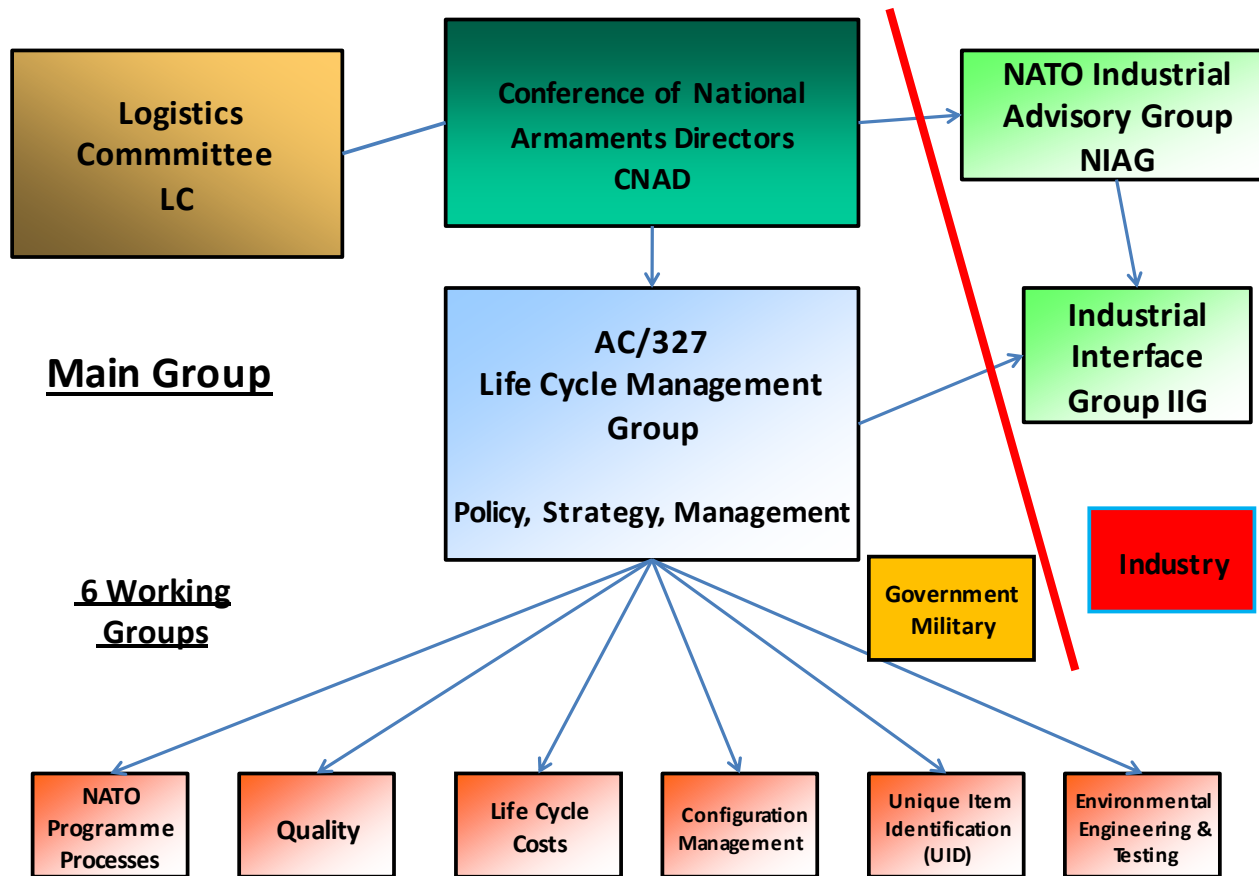 Logistics
Commmittee
LC
Conference of National
Armaments Directors
CNAD
NATO Industrial
Advisory Group
NIAG
Main Group
AC/327
Life Cycle Management
Group
Policy, Strategy, Management
Industrial
Interface
Group IIG
6 Working
Groups
Government
Military
Industry
NATO
Programme
Processes
Quality
Life Cycle
Costs
Configuration
Management
Unique Item
Identification
(UID)
Environmental
Engineering &
Testing